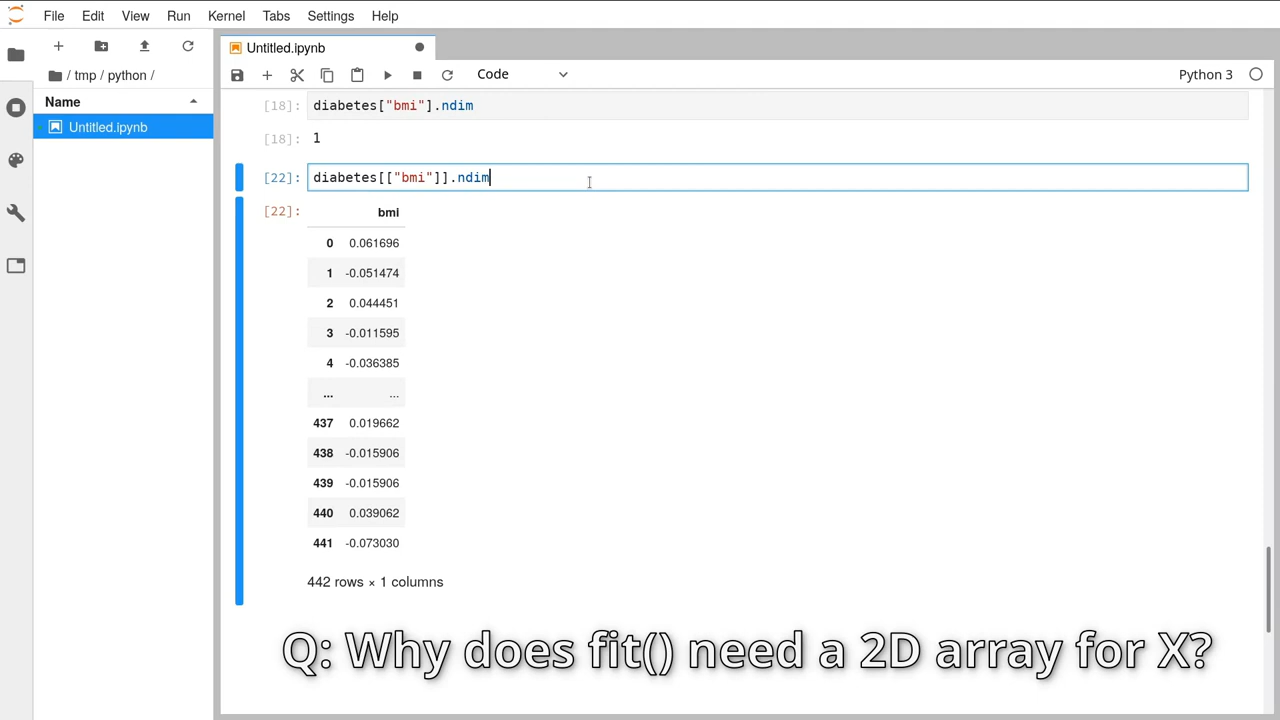 File Edit View Run Kernel Tabs Settings Help
/ tmp / python /
Name
Untitled.ipynb
Untitled.ipynb
Code
Python 3
[18]: diabetes["bmi"].ndim
[18]: 1
[22]: diabetes[["bmi"]].ndim
[22]:
bmi
0 0.061696
1 -0.051474
2 0.044451
3 -0.011595
4 -0.036385
... ...
437 0.019662
438 -0.015906
439 -0.015906
440 0.039062
441 -0.073030
442 rows × 1 columns
Q: Why does fit() need a 2D array for X?